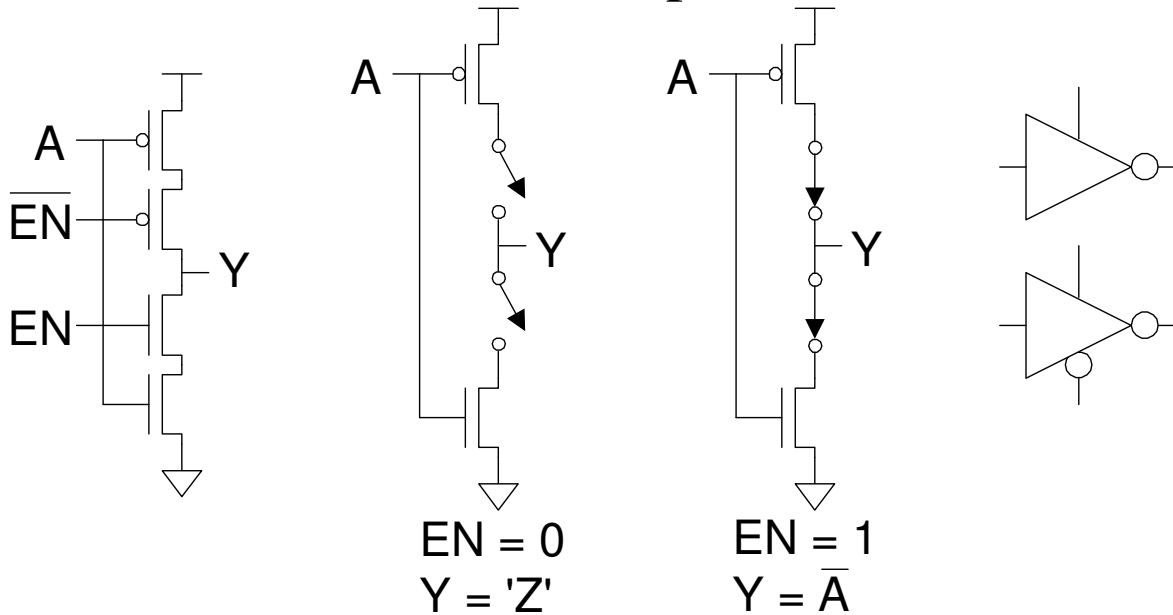 A
EN̅
EN
Y
A
Y
EN = 0
Y = 'Z'
A
Y
EN = 1
Y = A̅